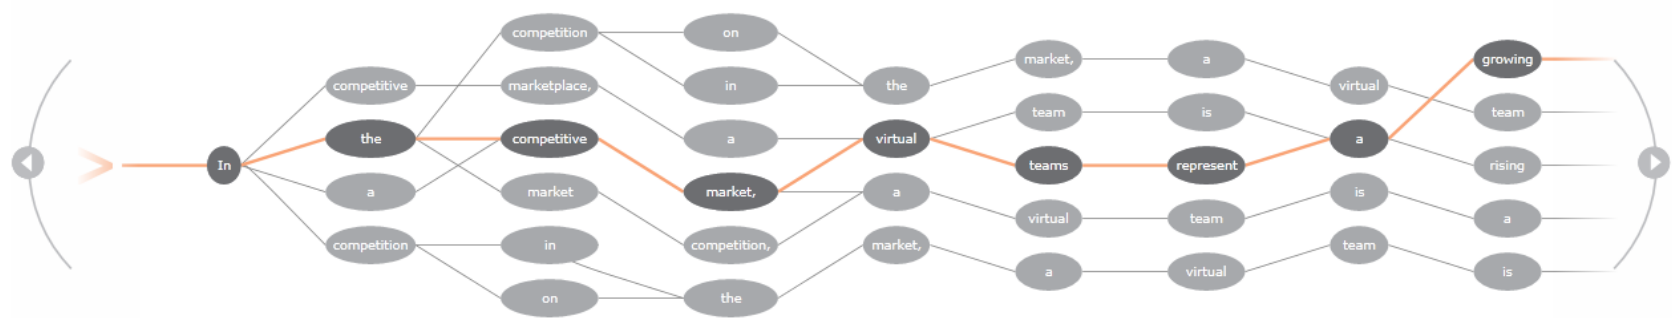 competition on
market, a growing
competitive marketplace, in the virtual
team is team
the competitive a virtual a
In teams represent rising
a market market, a is
virtual team a
competition in competition, market, team
a virtual is
on the